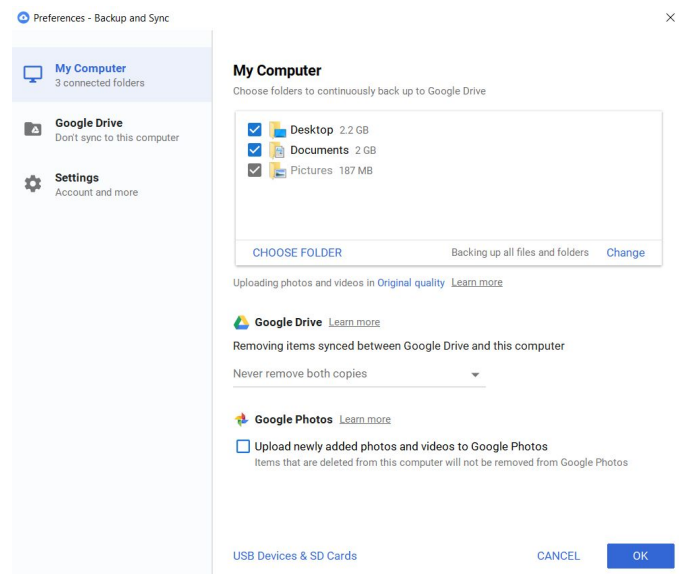 Preferences - Backup and Sync
My Computer
3 connected folders
Google Drive
Don't sync to this computer
Settings
Account and more
My Computer
Choose folders to continuously back up to Google Drive
Desktop 2.2 GB
Documents 2 GB
Pictures 187 MB
CHOOSE FOLDER Backing up all files and folders Change
Uploading photos and videos in Original quality Learn more
Google Drive Learn more
Removing items synced between Google Drive and this computer
Never remove both copies
Google Photos Learn more
Upload newly added photos and videos to Google Photos
Items that are deleted from this computer will not be removed from Google Photos
USB Devices & SD Cards CANCEL OK